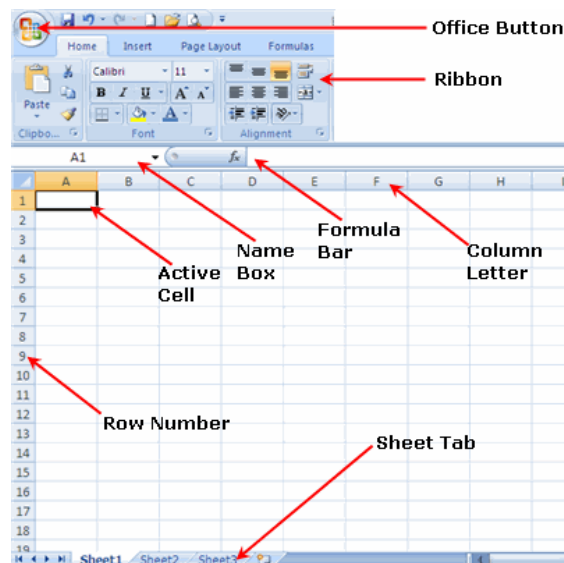 Office Button
Home Insert Page Layout Formulas
Ribbon
Calibri 11
Paste
B I U A A
A
Clipbo... Font Alignment
A1 fx
A B C D E F G H
1
2
3
4
5
6
7
8
9
10
11
12
13
14
15
16
17
18
19
Formula
Bar
Name
Box
Column
Letter
Active
Cell
Row Number
Sheet Tab
Sheet1 Sheet2 Sheet3